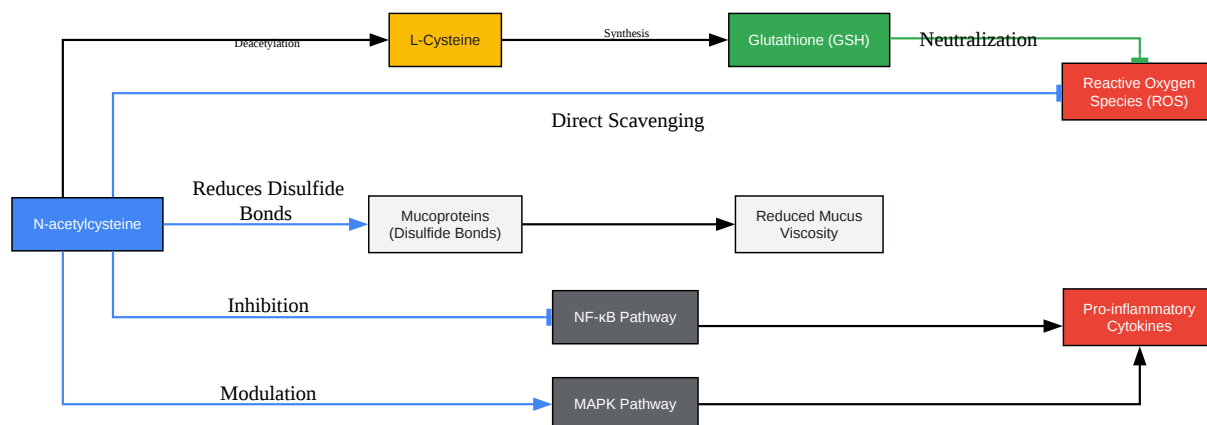 Deacetylation
L-Cysteine
Synthesis
Glutathione (GSH)
Neutralization
Reactive Oxygen
Species (ROS)
Direct Scavenging
N-acetylcysteine
Reduces Disulfide
Bonds
Mucoproteins
(Disulfide Bonds)
Reduced Mucus
Viscosity
Inhibition
NF-κB Pathway
Pro-inflammatory
Cytokines
Modulation
MAPK Pathway